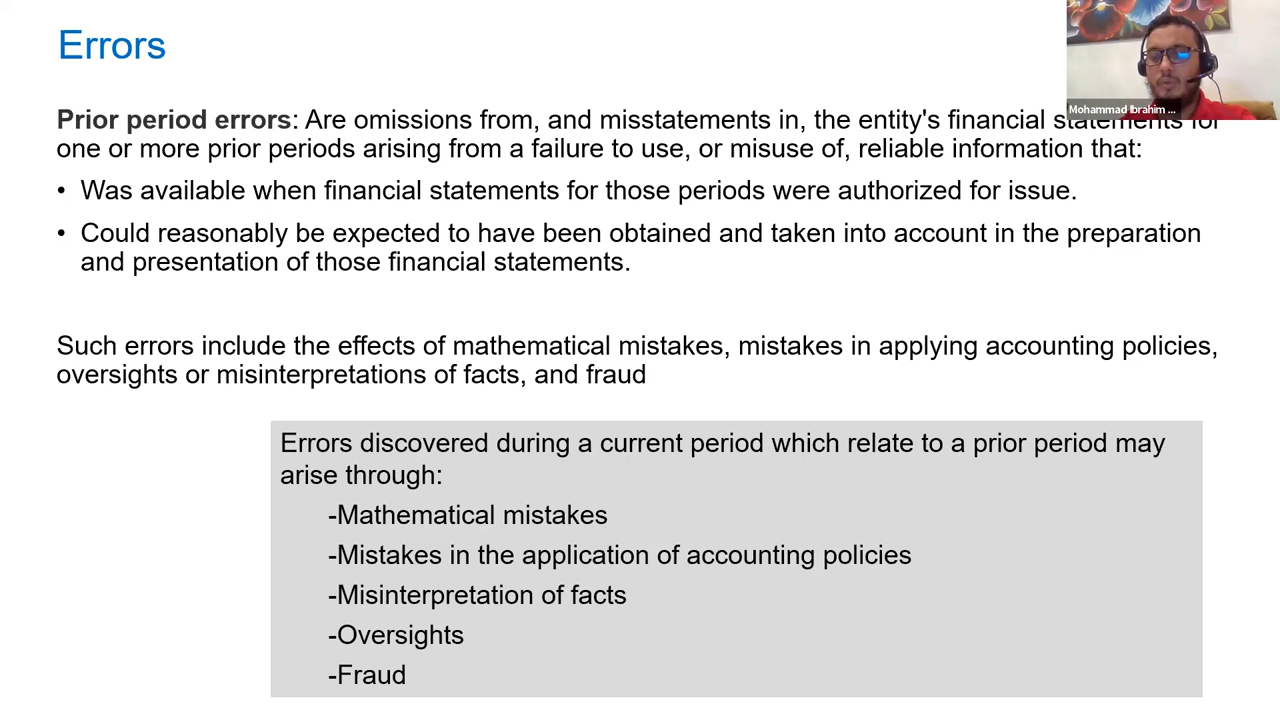 Errors
Mohammad Ibrahim ...
Prior period errors: Are omissions from, and misstatements in, the entity's financial statements for
one or more prior periods arising from a failure to use, or misuse of, reliable information that:
• Was available when financial statements for those periods were authorized for issue.
• Could reasonably be expected to have been obtained and taken into account in the preparation
and presentation of those financial statements.
Such errors include the effects of mathematical mistakes, mistakes in applying accounting policies,
oversights or misinterpretations of facts, and fraud
Errors discovered during a current period which relate to a prior period may
arise through:
-Mathematical mistakes
-Mistakes in the application of accounting policies
-Misinterpretation of facts
-Oversights
-Fraud